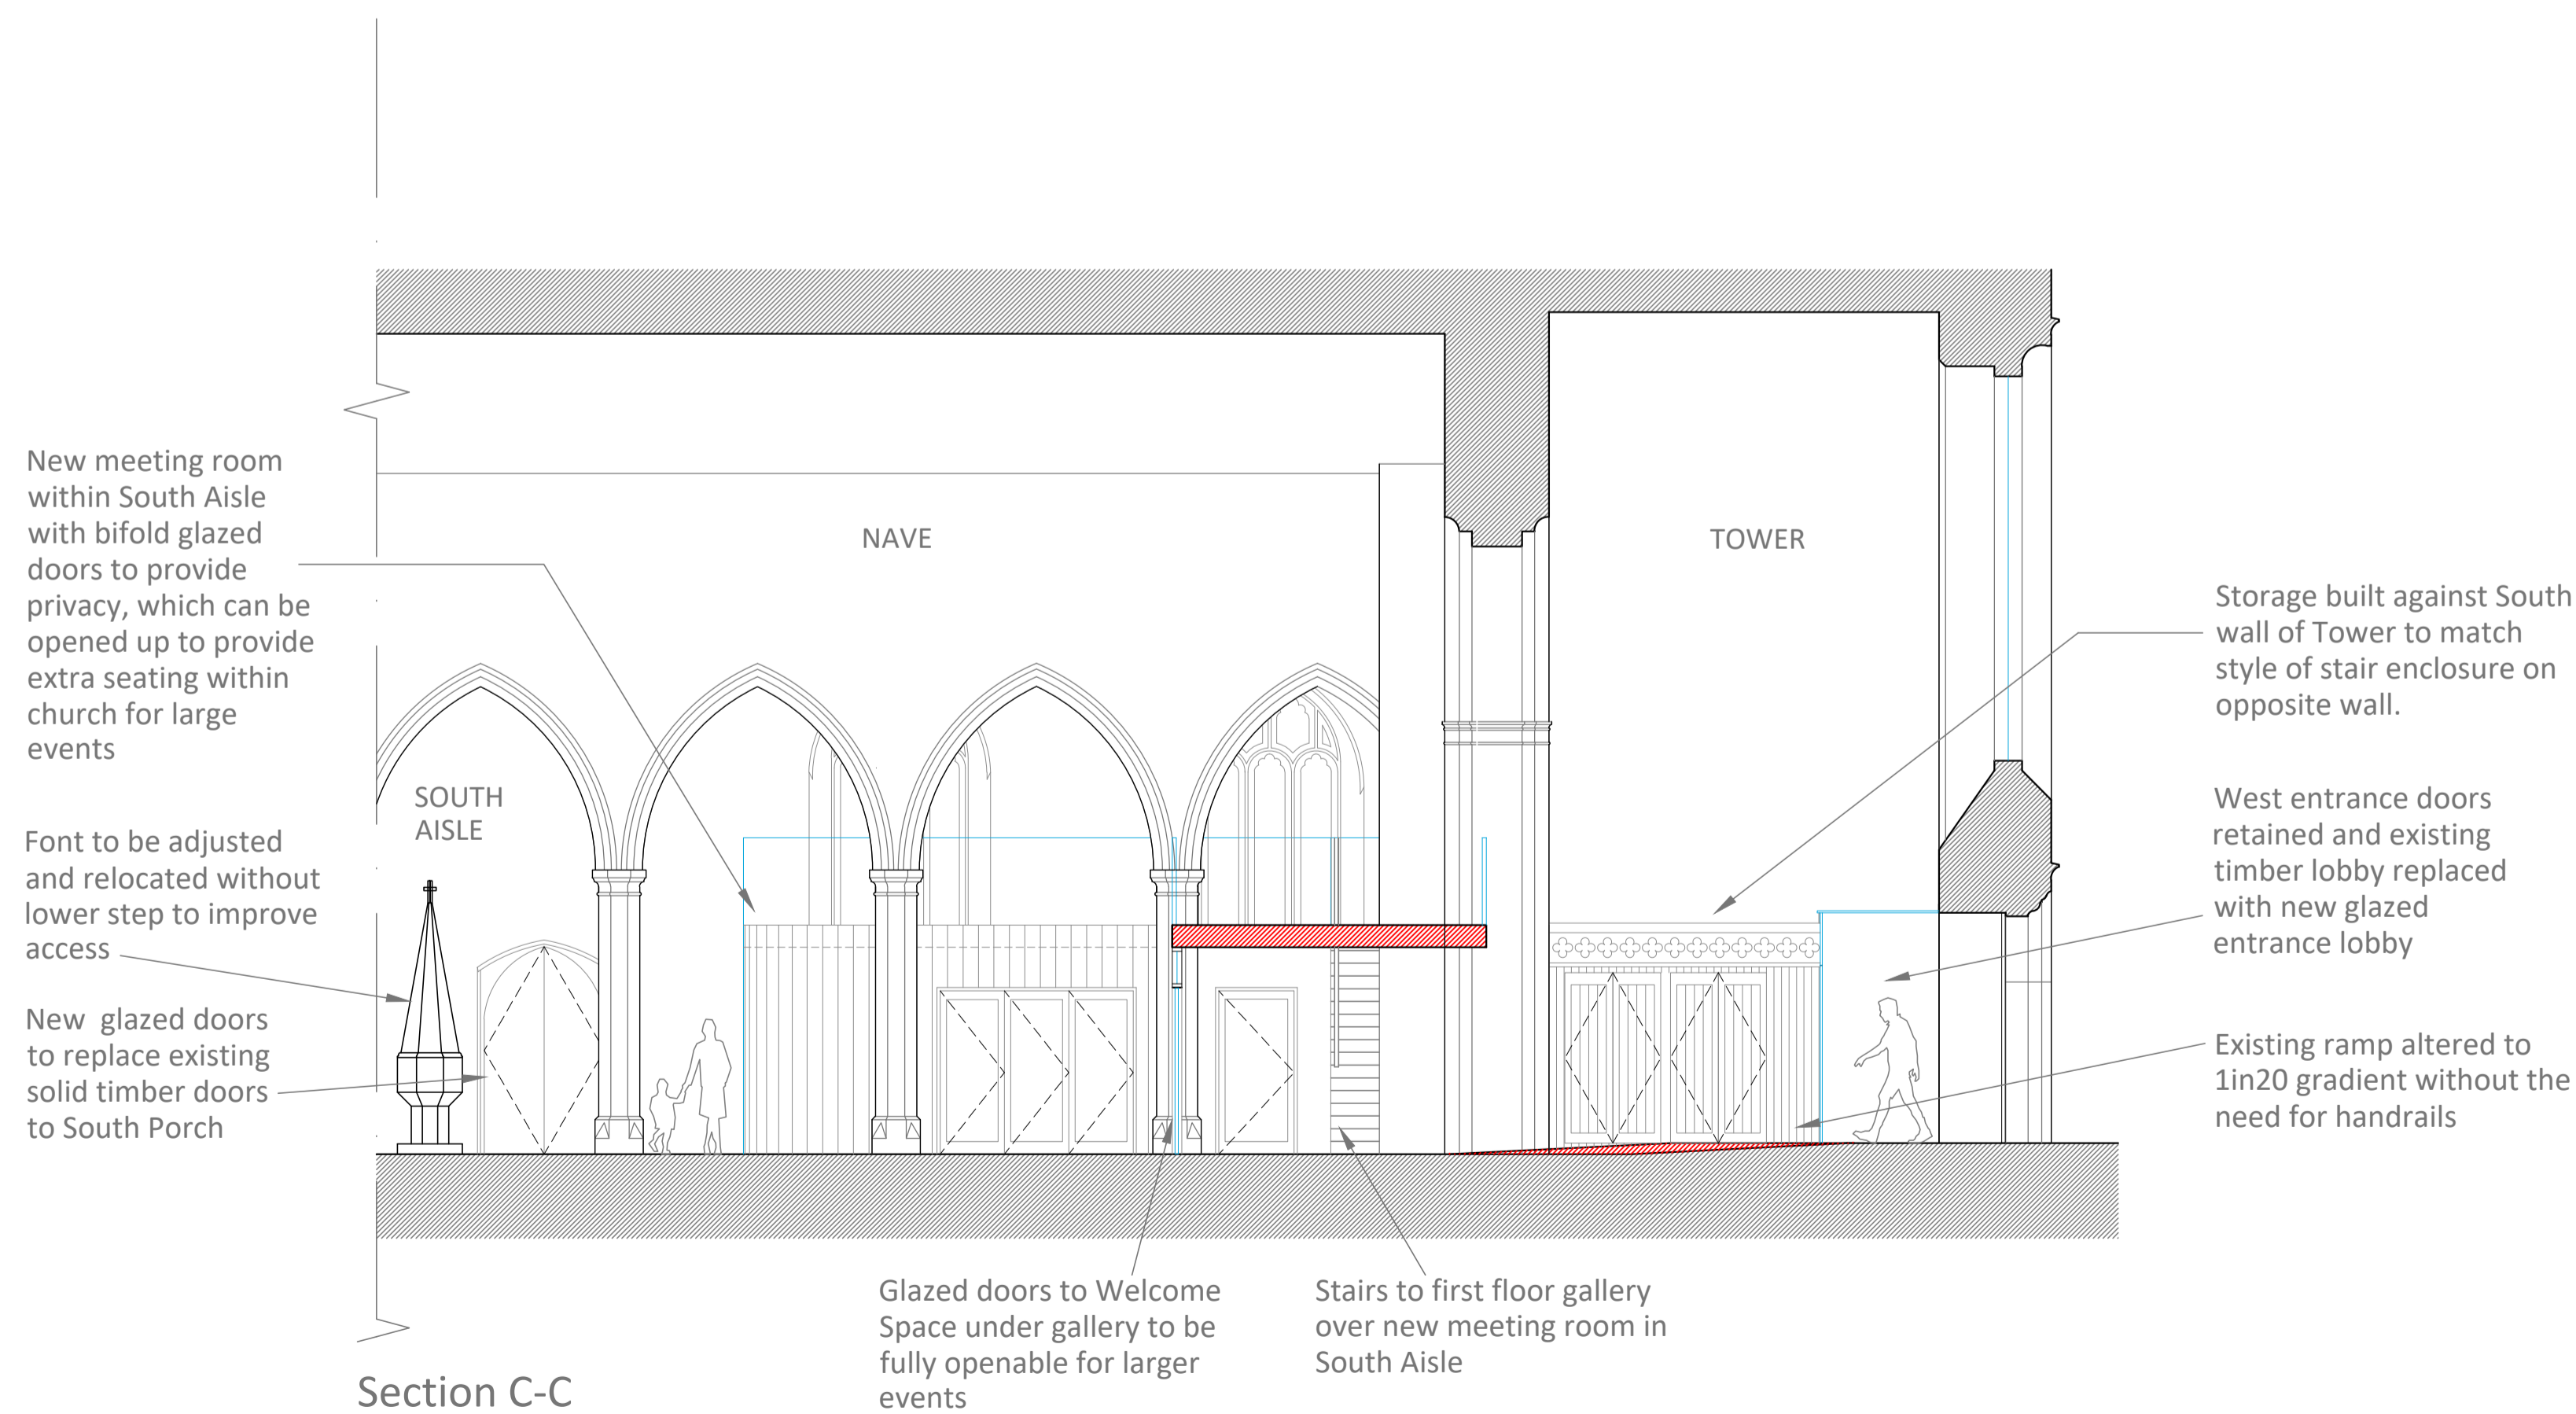 New meeting room
within South Aisle
with bifold glazed
doors to provide
privacy, which can be
opened up to provide
extra seating within
church for large
events
Font to be adjusted
and relocated without
lower step to improve
access
New glazed doors
to replace existing
solid timber doors
to South Porch
SOUTH
AISLE
NAVE
TOWER
Storage built against South
wall of Tower to match
style of stair enclosure on
opposite wall.
West entrance doors
retained and existing
timber lobby replaced
with new glazed
entrance lobby
Existing ramp altered to
1in20 gradient without the
need for handrails
Glazed doors to Welcome
Space under gallery to be
fully openable for larger
events
Stairs to first floor gallery
over new meeting room in
South Aisle
Section C-C